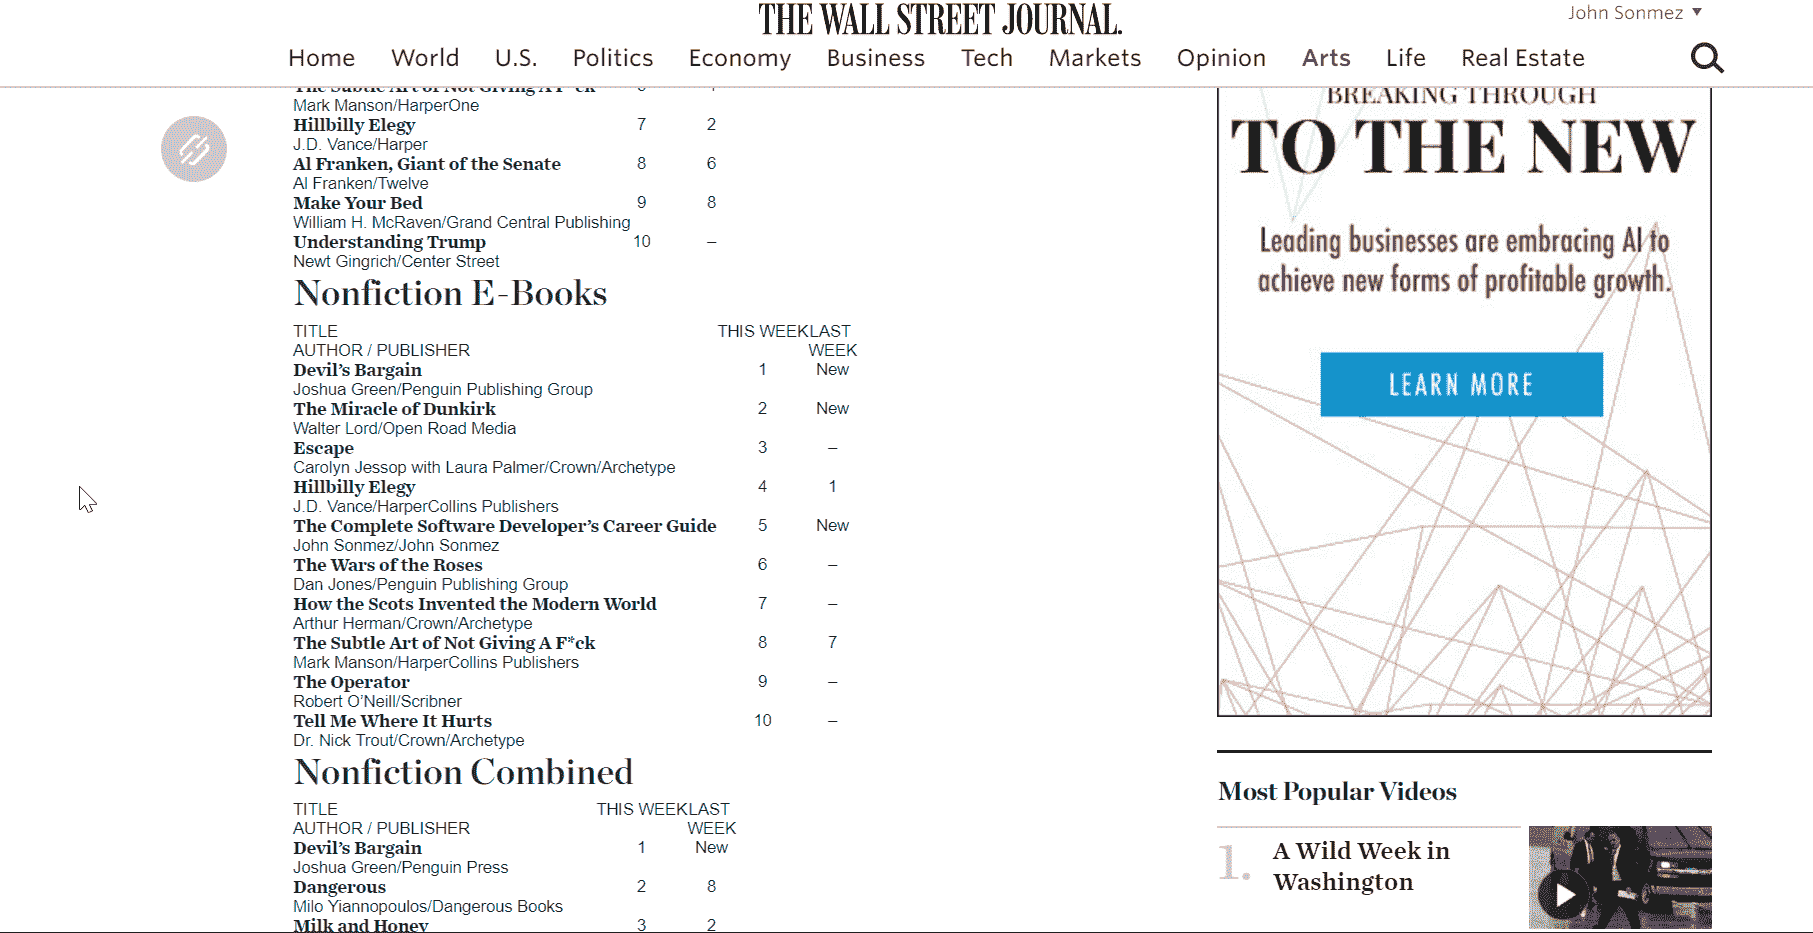 THE WALL STREET JOURNAL.
John Sonmez
Home World U.S. Politics Economy Business Tech Markets Opinion Arts Life Real Estate
The Subtle Art of Not Giving A F*ck
Mark Manson/HarperOne
Hillbilly Elegy 7 2
J.D. Vance/Harper
Al Franken, Giant of the Senate 8 6
Al Franken/Twelve
Make Your Bed 9 8
William H. McRaven/Grand Central Publishing
Understanding Trump 10 –
Newt Gingrich/Center Street
Nonfiction E-Books
TITLE THIS WEEK LAST
AUTHOR / PUBLISHER WEEK
Devil’s Bargain 1 New
Joshua Green/Penguin Publishing Group
The Miracle of Dunkirk 2 New
Walter Lord/Open Road Media
Escape 3 –
Carolyn Jessop with Laura Palmer/Crown/Archetype
Hillbilly Elegy 4 1
J.D. Vance/HarperCollins Publishers
The Complete Software Developer’s Career Guide 5 New
John Sonmez/John Sonmez
The Wars of the Roses 6 –
Dan Jones/Penguin Publishing Group
How the Scots Invented the Modern World 7 –
Arthur Herman/Crown/Archetype
The Subtle Art of Not Giving A F*ck 8 7
Mark Manson/HarperCollins Publishers
The Operator 9 –
Robert O’Neill/Scribner
Tell Me Where It Hurts 10 –
Dr. Nick Trout/Crown/Archetype
Nonfiction Combined
TITLE THIS WEEK LAST
AUTHOR / PUBLISHER WEEK
Devil’s Bargain 1 New
Joshua Green/Penguin Press
Dangerous 2 8
Milo Yiannopoulos/Dangerous Books
Milk and Honey 3 2
BREAKING THROUGH
TO THE NEW
Leading businesses are embracing AI to
achieve new forms of profitable growth.
LEARN MORE
Most Popular Videos
1.
A Wild Week in
Washington